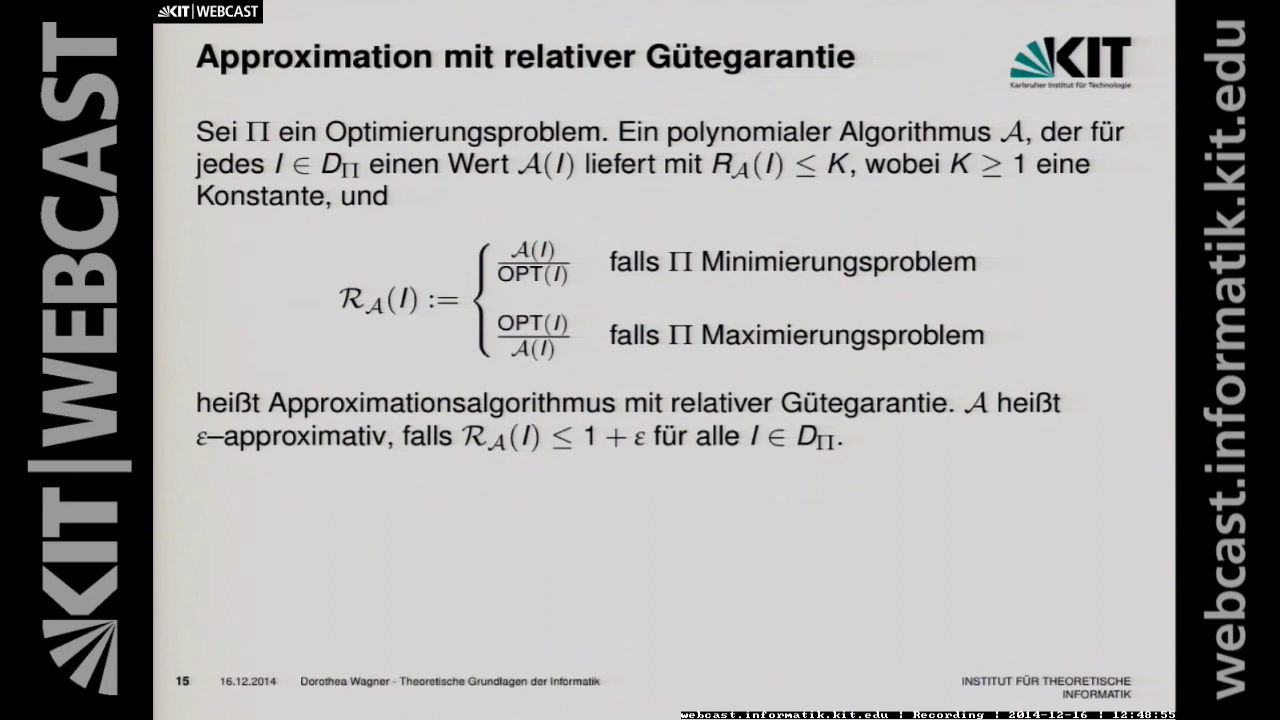 KIT | WEBCAST
Approximation mit relativer Gütegarantie
KIT
Karlsruher Institut für Technologie
Sei Π ein Optimierungsproblem. Ein polynomialer Algorithmus 𝒜, der für
jedes I ∈ D_Π einen Wert 𝒜(I) liefert mit R_𝒜(I) ≤ K, wobei K ≥ 1 eine
Konstante, und
𝓡_𝒜(I) := { 𝒜(I) / OPT(I) falls Π Minimierungsproblem
OPT(I) / 𝒜(I) falls Π Maximierungsproblem
heißt Approximationsalgorithmus mit relativer Gütegarantie. 𝒜 heißt
ε–approximativ, falls 𝓡_𝒜(I) ≤ 1 + ε für alle I ∈ D_Π.
15 16.12.2014 Dorothea Wagner - Theoretische Grundlagen der Informatik
INSTITUT FÜR THEORETISCHE
INFORMATIK
KIT | WEBCAST
webcast.informatik.kit.edu
webcast.informatik.kit.edu | Recording | 2014-12-16 | 12:48:55